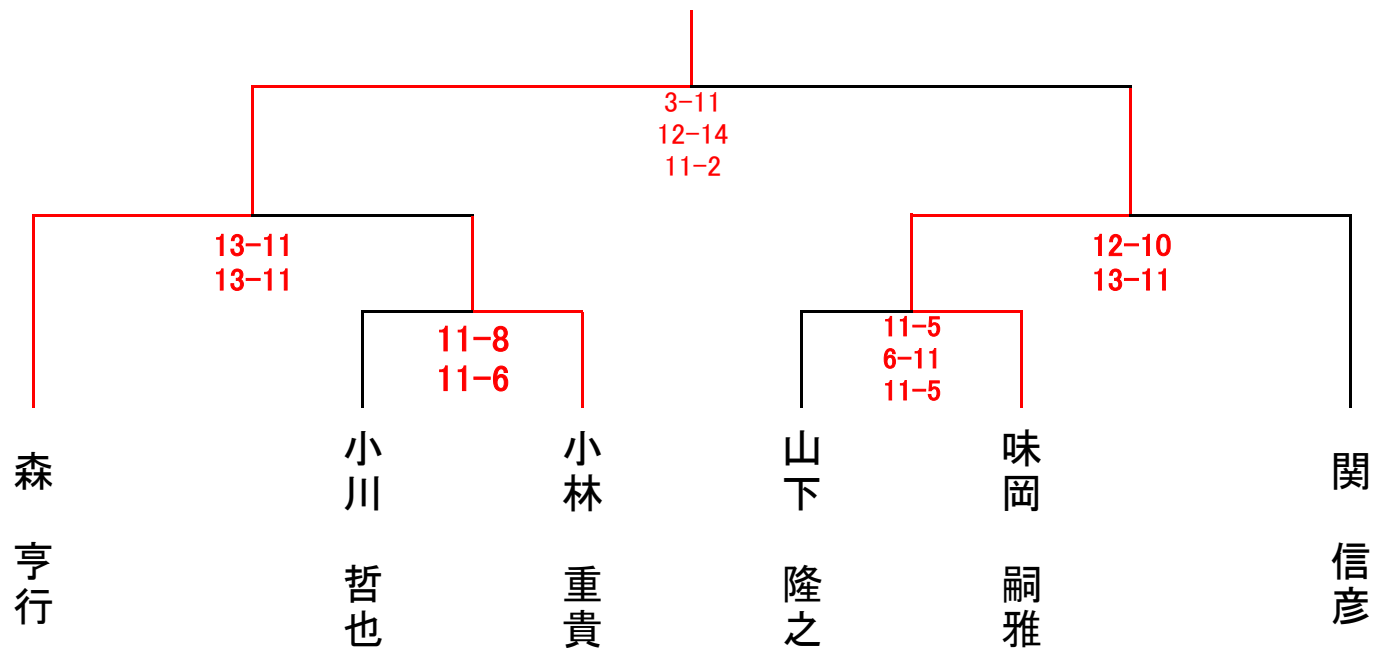 3-11
12-14
11-2
13-11
13-11
12-10
13-11
11-8
11-6
11-5
6-11
11-5
森 亨行
小川 哲也
小林 重貴
山下 隆之
味岡 嗣雅
関 信彦